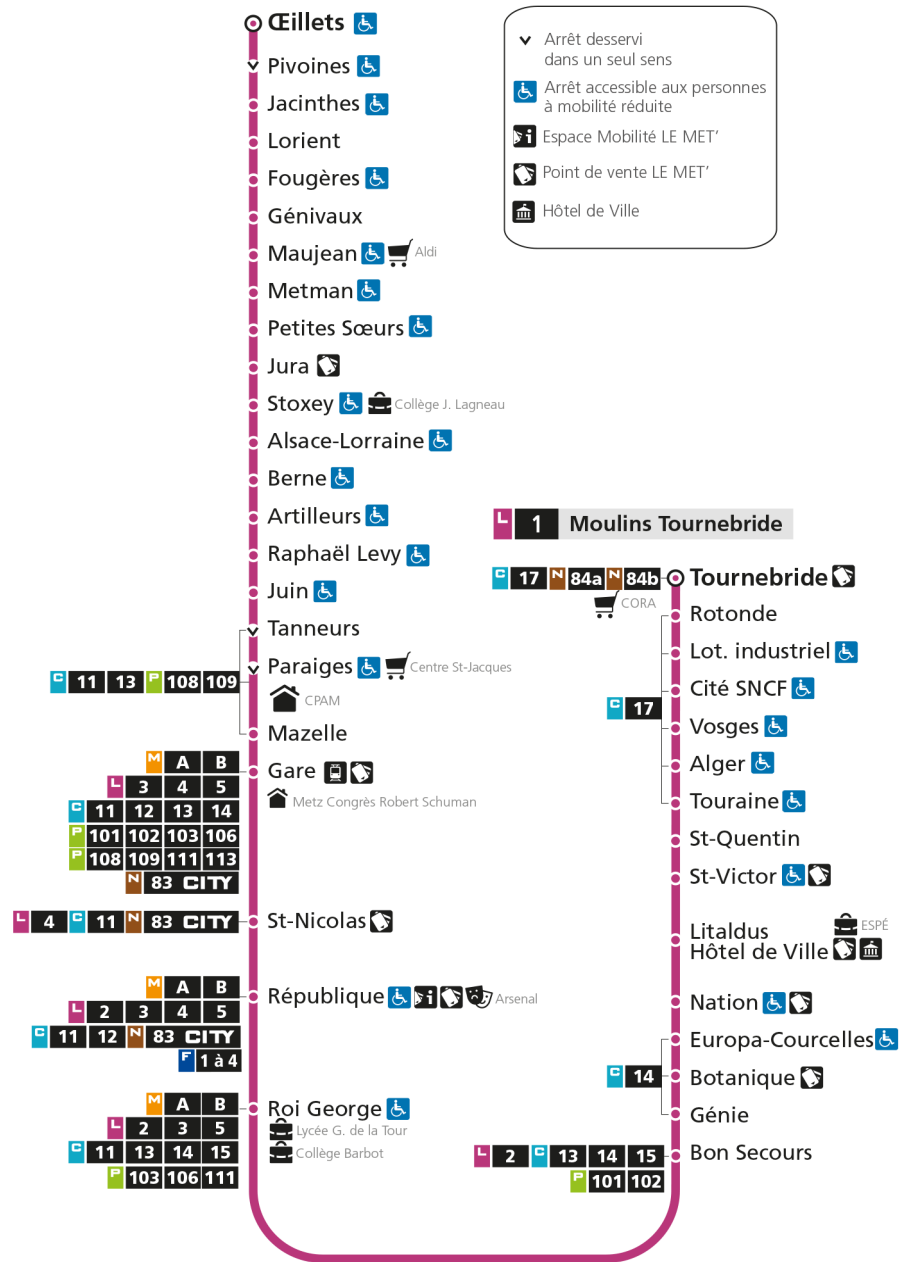 Œillets
Pivoines
Jacinthes
Lorient
Fougères
Génivaux
Maujean Aldi
Metman
Petites Sœurs
Jura
Stoxey Collège J. Lagneau
Alsace-Lorraine
Berne
Artilleurs
Raphaël Levy
Juin
Tanneurs
Paraiges Centre St-Jacques
C 11 13 P 108 109
CPAM
Mazelle
M A B
Gare
L 3 4 5
Metz Congrès Robert Schuman
C 11 12 13 14
P 101 102 103 106
P 108 109 111 113
N 83 CITY
L 4 C 11 N 83 CITY St-Nicolas
M A B
République Arsenal
L 2 3 4 5
C 11 12 N 83 CITY
F 1 à 4
M A B
Roi George
L 2 3 5
Lycée G. de la Tour
C 11 13 14 15
Collège Barbot
P 103 106 111
Arrêt desservi
dans un seul sens
Arrêt accessible aux personnes
à mobilité réduite
i Espace Mobilité LE MET’
Point de vente LE MET’
Hôtel de Ville
L 1 Moulins Tournebride
C 17 N 84a N 84b Tournebride
CORA
Rotonde
Lot. industriel
Cité SNCF
C 17
Vosges
Alger
Touraine
St-Quentin
St-Victor
Litaldus ESPÉ
Hôtel de Ville
Nation
Europa-Courcelles
C 14 Botanique
Génie
L 2 C 13 14 15 Bon Secours
P 101 102